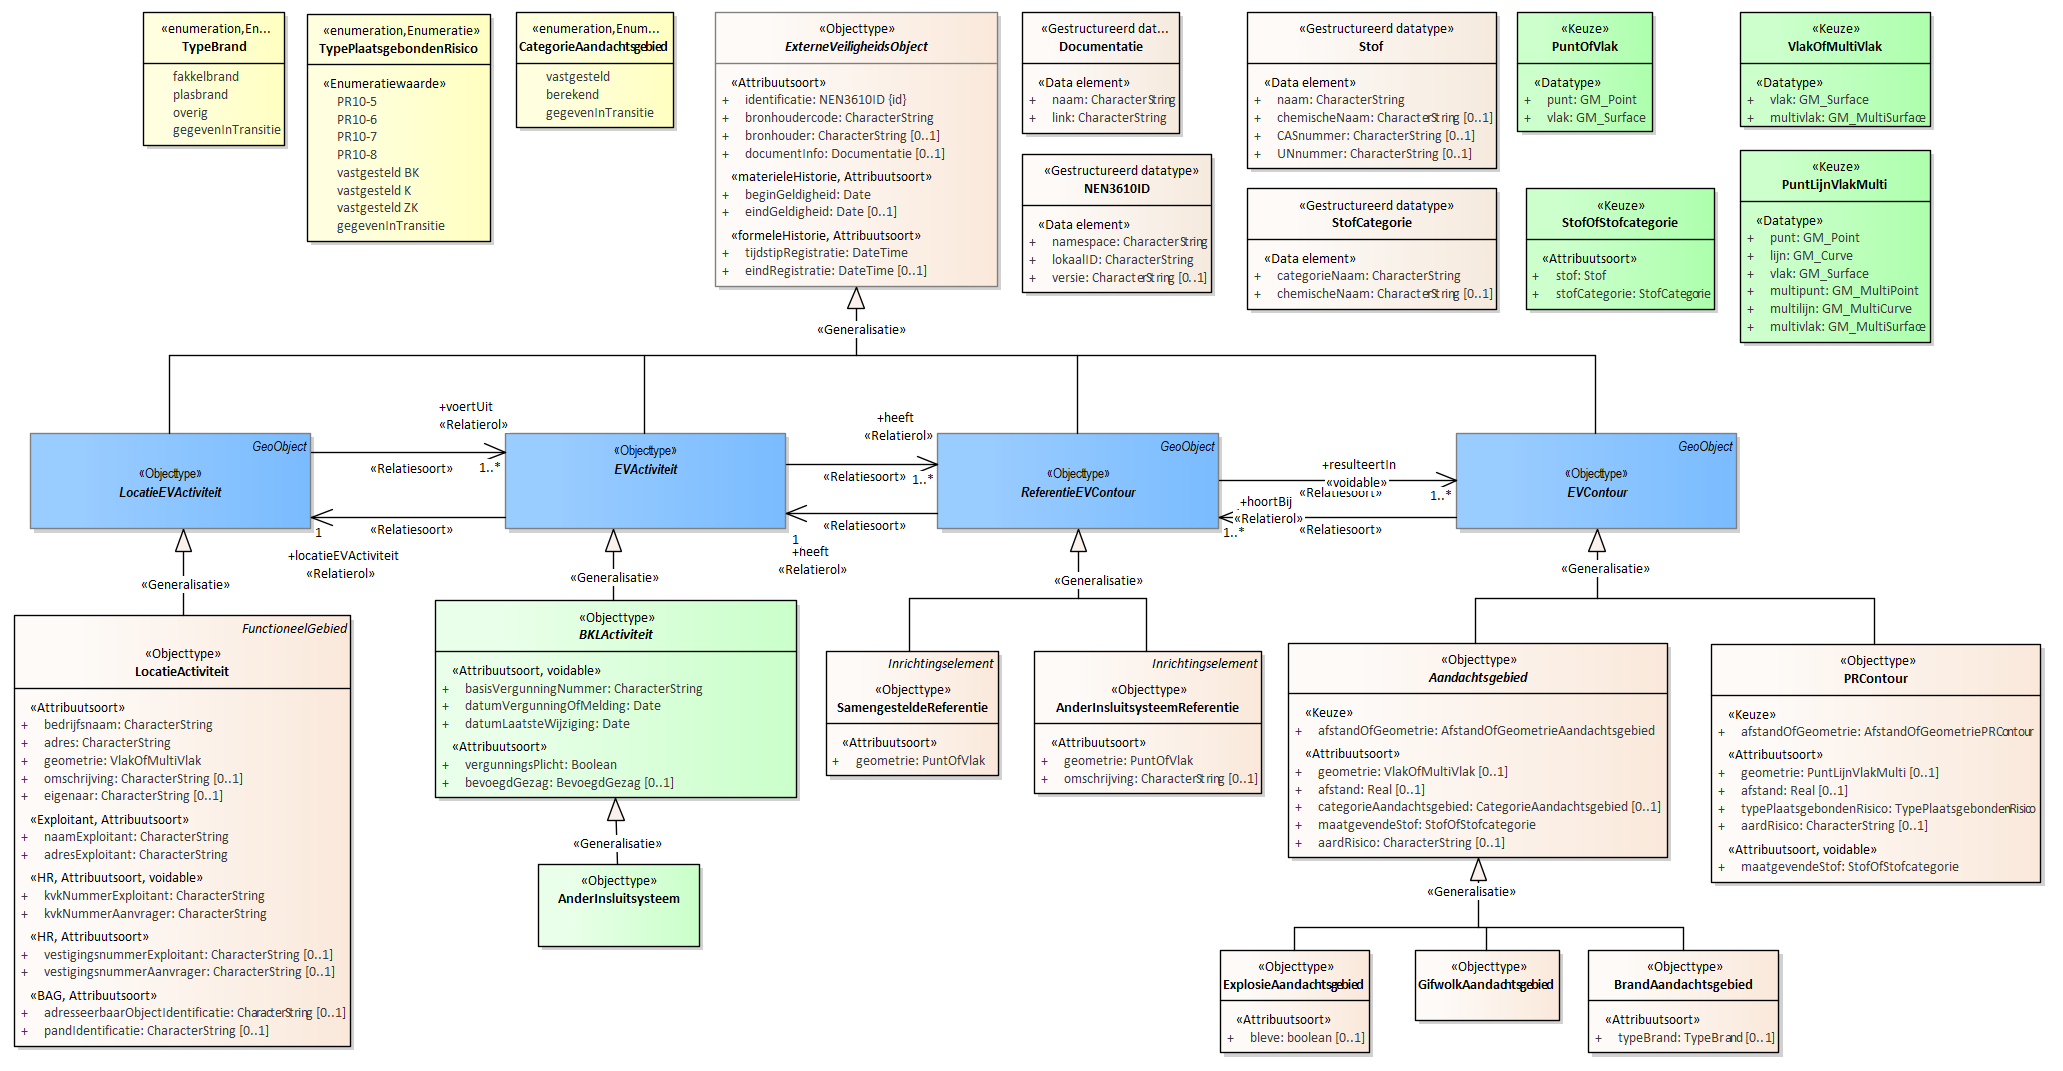 «enumeration,En...
TypeBrand
fakkelbrand
plasbrand
overig
gegevenInTransitie
«enumeration,Enumeratie»
TypePlaatsgebondenRisico
«Enumeratiewaarde»
PR10-5
PR10-6
PR10-7
PR10-8
vastgesteld BK
vastgesteld K
vastgesteld ZK
gegevenInTransitie
«enumeration,Enum...
CategorieAandachtsgebied
vastgesteld
berekend
gegevenInTransitie
«Objecttype»
ExterneVeiligheidsObject
«Attribuutsoort»
+ identificatie: NEN3610ID {id}
+ bronhoudercode: CharacterString
+ bronhouder: CharacterString [0..1]
+ documentInfo: Documentatie [0..1]
«materieleHistorie, Attribuutsoort»
+ beginGeldigheid: Date
+ eindGeldigheid: Date [0..1]
«formeleHistorie, Attribuutsoort»
+ tijdstipRegistratie: DateTime
+ eindRegistratie: DateTime [0..1]
«Gestructureerd dat...
Documentatie
«Data element»
+ naam: CharacterString
+ link: CharacterString
«Gestructureerd datatype»
NEN3610ID
«Data element»
+ namespace: CharacterString
+ lokaalID: CharacterString
+ versie: CharacterString [0..1]
«Gestructureerd datatype»
Stof
«Data element»
+ naam: CharacterString
+ chemischeNaam: CharacterString [0..1]
+ CASnummer: CharacterString [0..1]
+ UNnummer: CharacterString [0..1]
«Gestructureerd datatype»
StofCategorie
«Data element»
+ categorieNaam: CharacterString
+ chemischeNaam: CharacterString [0..1]
«Keuze»
PuntOfVlak
«Datatype»
+ punt: GM_Point
+ vlak: GM_Surface
«Keuze»
StofOfStofcategorie
«Attribuutsoort»
+ stof: Stof
+ stofCategorie: StofCategorie
«Keuze»
VlakOfMultiVlak
«Datatype»
+ vlak: GM_Surface
+ multivlak: GM_MultiSurface
«Keuze»
PuntLijnVlakMulti
«Datatype»
+ punt: GM_Point
+ lijn: GM_Curve
+ vlak: GM_Surface
+ multipunt: GM_MultiPoint
+ multilijn: GM_MultiCurve
+ multivlak: GM_MultiSurface
«Generalisatie»
GeoObject
«Objecttype»
LocatieEVActiviteit
+voertUit
«Relatierol»
«Relatiesoort» 1..*
«Relatiesoort»
1
+locatieEVActiviteit
«Relatierol»
«Objecttype»
EVActiviteit
+heeft
«Relatierol»
«Relatiesoort» 1..*
«Relatiesoort»
1
+heeft
«Relatierol»
GeoObject
«Objecttype»
ReferentieEVContour
+resulteertIn
«voidable»
«Relatiesoort» 1..*
+hoortBij
«Relatierol»
1..*
«Relatiesoort»
GeoObject
«Objecttype»
EVContour
«Generalisatie»
«Generalisatie»
«Generalisatie»
«Generalisatie»
FunctioneelGebied
«Objecttype»
LocatieActiviteit
«Attribuutsoort»
+ bedrijfsnaam: CharacterString
+ adres: CharacterString
+ geometrie: VlakOfMultiVlak
+ omschrijving: CharacterString [0..1]
+ eigenaar: CharacterString [0..1]
«Exploitant, Attribuutsoort»
+ naamExploitant: CharacterString
+ adresExploitant: CharacterString
«HR, Attribuutsoort, voidable»
+ kvkNummerExploitant: CharacterString
+ kvkNummerAanvrager: CharacterString
«HR, Attribuutsoort»
+ vestigingsnummerExploitant: CharacterString [0..1]
+ vestigingsnummerAanvrager: CharacterString [0..1]
«BAG, Attribuutsoort»
+ adresseerbaarObjectIdentificatie: CharacterString [0..1]
+ pandIdentificatie: CharacterString [0..1]
«Objecttype»
BKLActiviteit
«Attribuutsoort, voidable»
+ basisVergunningNummer: CharacterString
+ datumVergunningOfMelding: Date
+ datumLaatsteWijziging: Date
«Attribuutsoort»
+ vergunningsPlicht: Boolean
+ bevoegdGezag: BevoegdGezag [0..1]
«Generalisatie»
«Objecttype»
AnderInsluitsysteem
Inrichtingselement
«Objecttype»
SamengesteldeReferentie
«Attribuutsoort»
+ geometrie: PuntOfVlak
Inrichtingselement
«Objecttype»
AnderInsluitsysteemReferentie
«Attribuutsoort»
+ geometrie: PuntOfVlak
+ omschrijving: CharacterString [0..1]
«Objecttype»
Aandachtsgebied
«Keuze»
+ afstandOfGeometrie: AfstandOfGeometrieAandachtsgebied
«Attribuutsoort»
+ geometrie: VlakOfMultiVlak [0..1]
+ afstand: Real [0..1]
+ categorieAandachtsgebied: CategorieAandachtsgebied [0..1]
+ maatgevendeStof: StofOfStofcategorie
+ aardRisico: CharacterString [0..1]
«Objecttype»
PRContour
«Keuze»
+ afstandOfGeometrie: AfstandOfGeometriePRContour
«Attribuutsoort»
+ geometrie: PuntLijnVlakMulti [0..1]
+ afstand: Real [0..1]
+ typePlaatsgebondenRisico: TypePlaatsgebondenRisico
+ aardRisico: CharacterString [0..1]
«Attribuutsoort, voidable»
+ maatgevendeStof: StofOfStofcategorie
«Generalisatie»
«Objecttype»
ExplosieAandachtsgebied
«Attribuutsoort»
+ bleve: boolean [0..1]
«Objecttype»
GifwolkAandachtsgebied
«Objecttype»
BrandAandachtsgebied
«Attribuutsoort»
+ typeBrand: TypeBrand [0..1]